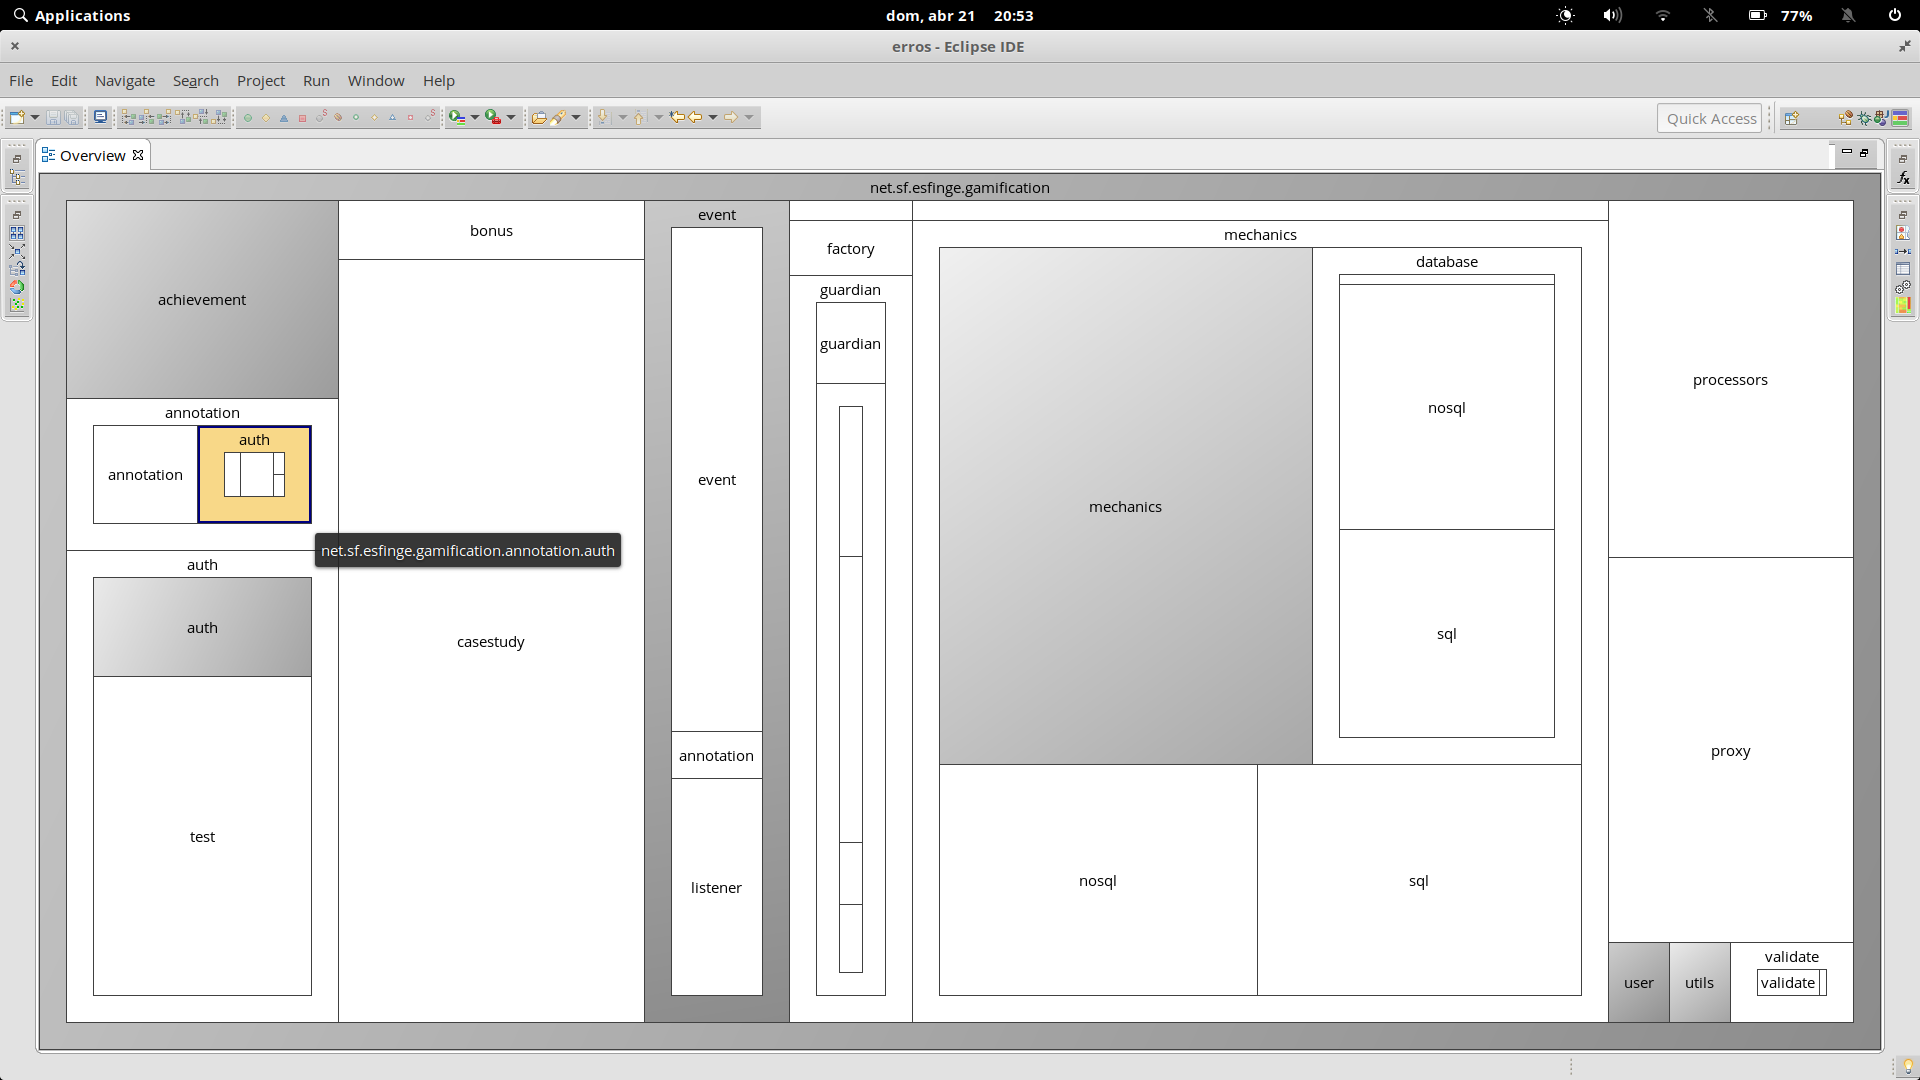 Applications
dom, abr 21 20:53
77%
erros - Eclipse IDE
File Edit Navigate Search Project Run Window Help
Quick Access
Overview
net.sf.esfinge.gamification
achievement
annotation
annotation
auth
net.sf.esfinge.gamification.annotation.auth
auth
auth
test
bonus
casestudy
event
event
annotation
listener
factory
guardian
guardian
mechanics
mechanics
database
nosql
sql
nosql
sql
processors
proxy
user
utils
validate
validate